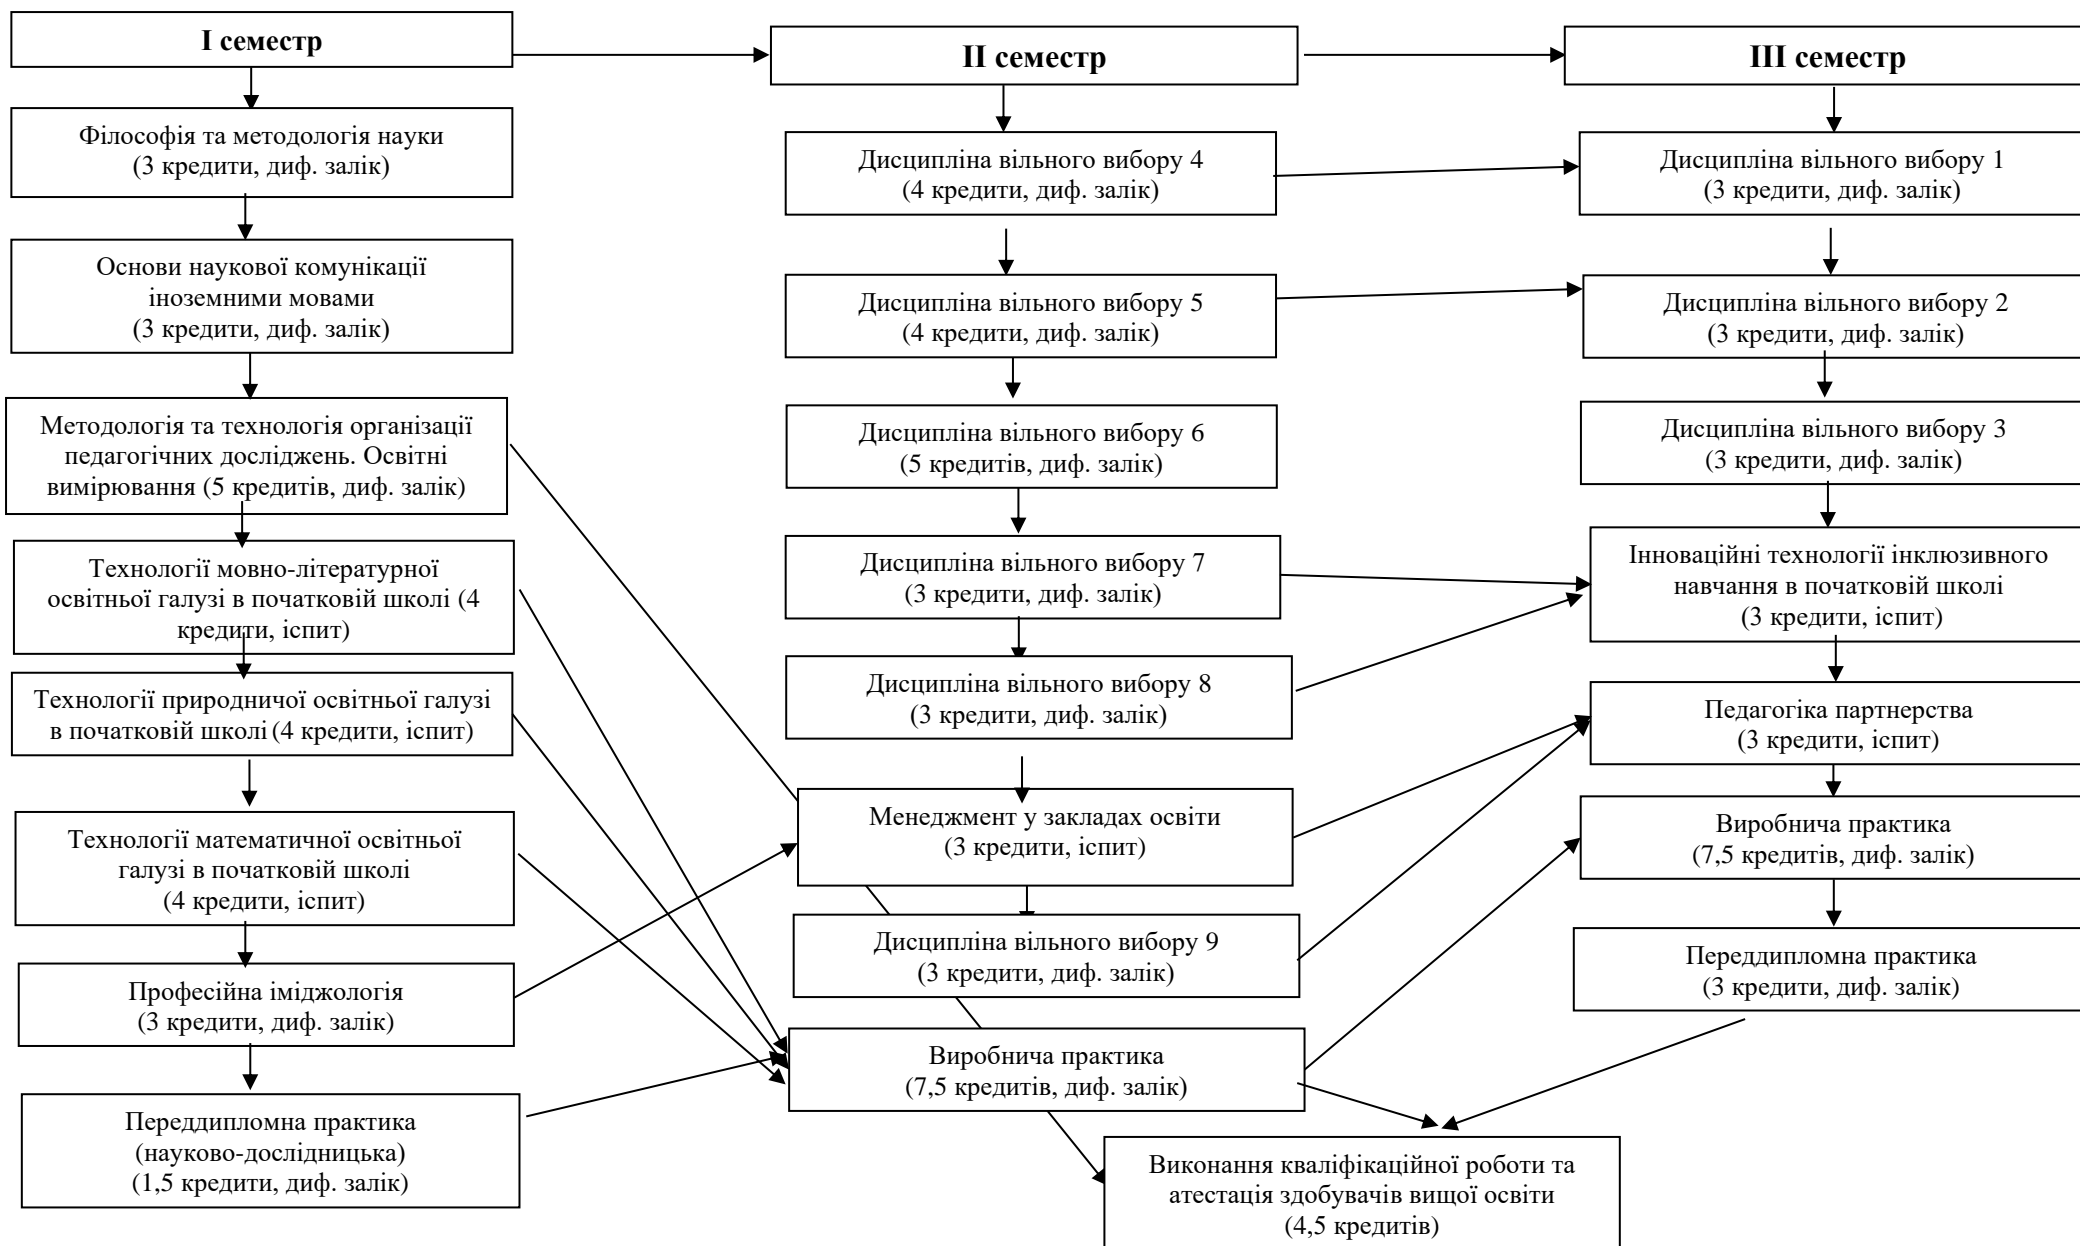 I семестр
Філософія та методологія науки
(3 кредити, диф. залік)
Основи наукової комунікації
іноземними мовами
(3 кредити, диф. залік)
Методологія та технологія організації
педагогічних досліджень. Освітні
вимірювання (5 кредитів, диф. залік)
Технології мовно-літературної
освітньої галузі в початковій школі (4
кредити, іспит)
Технології природничої освітньої галузі
в початковій школі (4 кредити, іспит)
Технології математичної освітньої
галузі в початковій школі
(4 кредити, іспит)
Професійна іміджологія
(3 кредити, диф. залік)
Переддипломна практика
(науково-дослідницька)
(1,5 кредити, диф. залік)
II семестр
Дисципліна вільного вибору 4
(4 кредити, диф. залік)
Дисципліна вільного вибору 5
(4 кредити, диф. залік)
Дисципліна вільного вибору 6
(5 кредитів, диф. залік)
Дисципліна вільного вибору 7
(3 кредити, диф. залік)
Дисципліна вільного вибору 8
(3 кредити, диф. залік)
Менеджмент у закладах освіти
(3 кредити, іспит)
Дисципліна вільного вибору 9
(3 кредити, диф. залік)
Виробнича практика
(7,5 кредитів, диф. залік)
III семестр
Дисципліна вільного вибору 1
(3 кредити, диф. залік)
Дисципліна вільного вибору 2
(3 кредити, диф. залік)
Дисципліна вільного вибору 3
(3 кредити, диф. залік)
Інноваційні технології інклюзивного
навчання в початковій школі
(3 кредити, іспит)
Педагогіка партнерства
(3 кредити, іспит)
Виробнича практика
(7,5 кредитів, диф. залік)
Переддипломна практика
(3 кредити, диф. залік)
Виконання кваліфікаційної роботи та
атестація здобувачів вищої освіти
(4,5 кредитів)